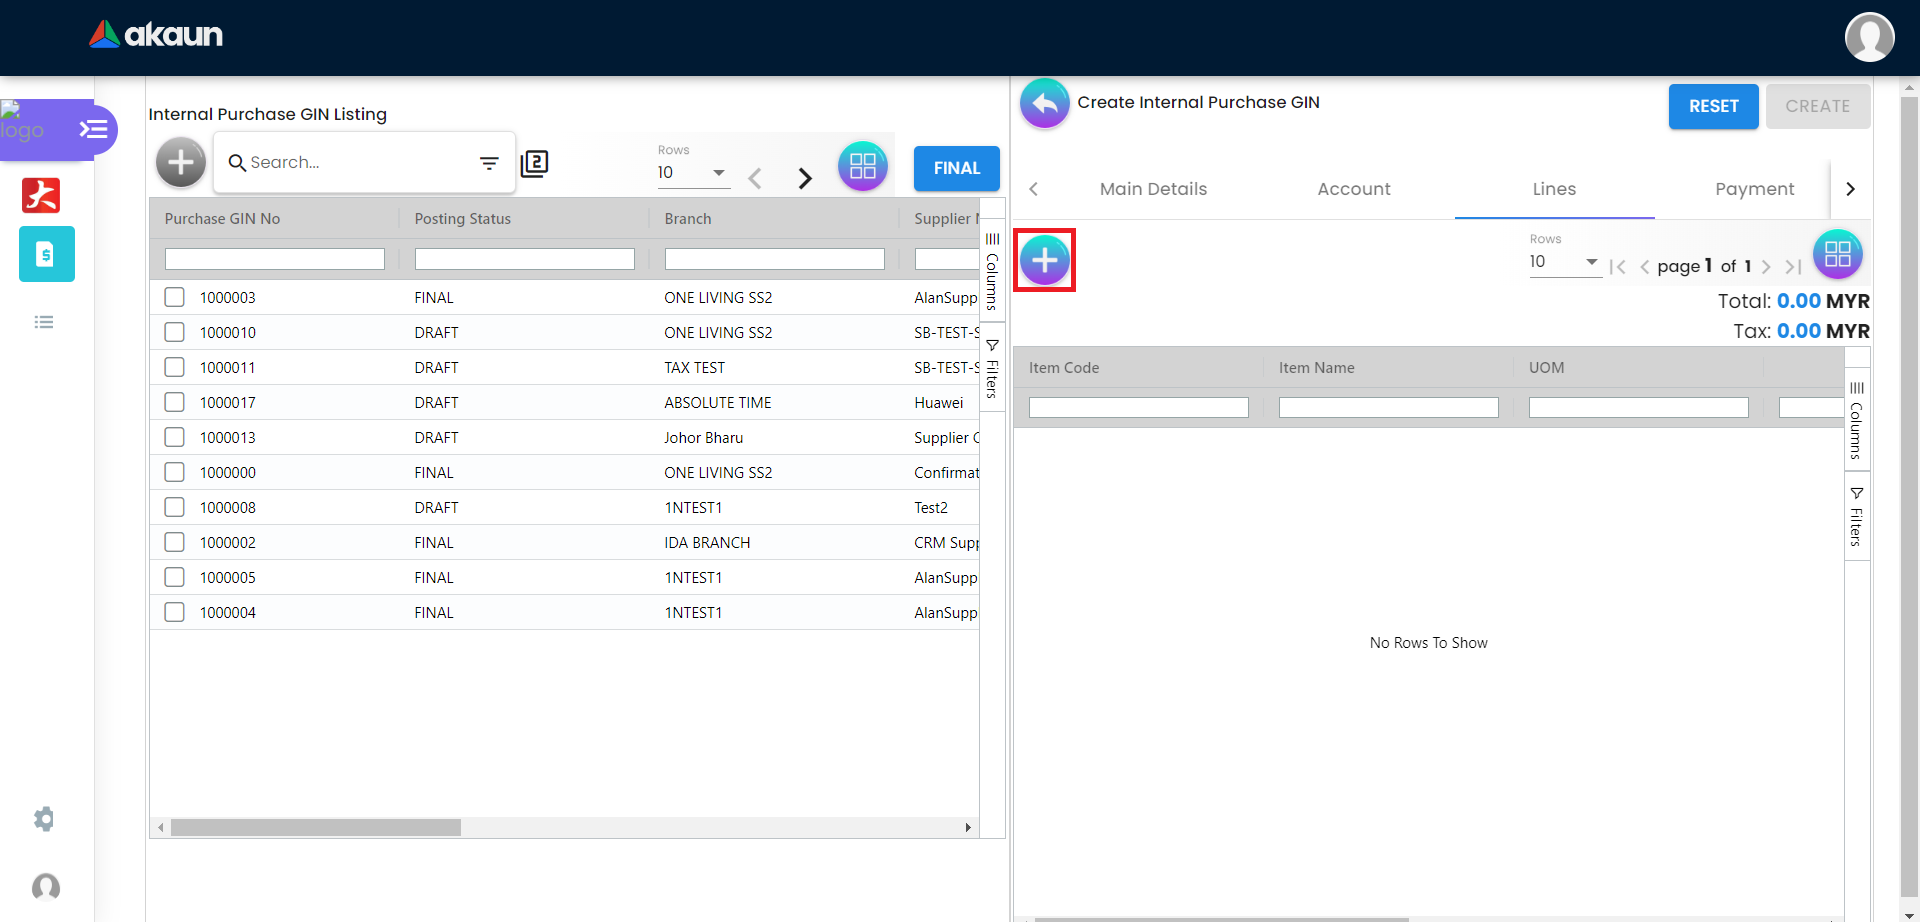 akaun
logo
Internal Purchase GIN Listing
Search...
2
Rows
10
FINAL
Purchase GIN No
Posting Status
Branch
Supplier N
1000003 FINAL ONE LIVING SS2 AlanSupp
1000010 DRAFT ONE LIVING SS2 SB-TEST-S
1000011 DRAFT TAX TEST SB-TEST-S
1000017 DRAFT ABSOLUTE TIME Huawei
1000013 DRAFT Johor Bharu Supplier C
1000000 FINAL ONE LIVING SS2 Confirmat
1000008 DRAFT 1NTEST1 Test2
1000002 FINAL IDA BRANCH CRM Supp
1000005 FINAL 1NTEST1 AlanSupp
1000004 FINAL 1NTEST1 AlanSupp
Columns
Filters
Create Internal Purchase GIN
RESET
CREATE
Main Details
Account
Lines
Payment
Rows
10
page 1 of 1
Total: 0.00 MYR
Tax: 0.00 MYR
Item Code
Item Name
UOM
No Rows To Show
Columns
Filters